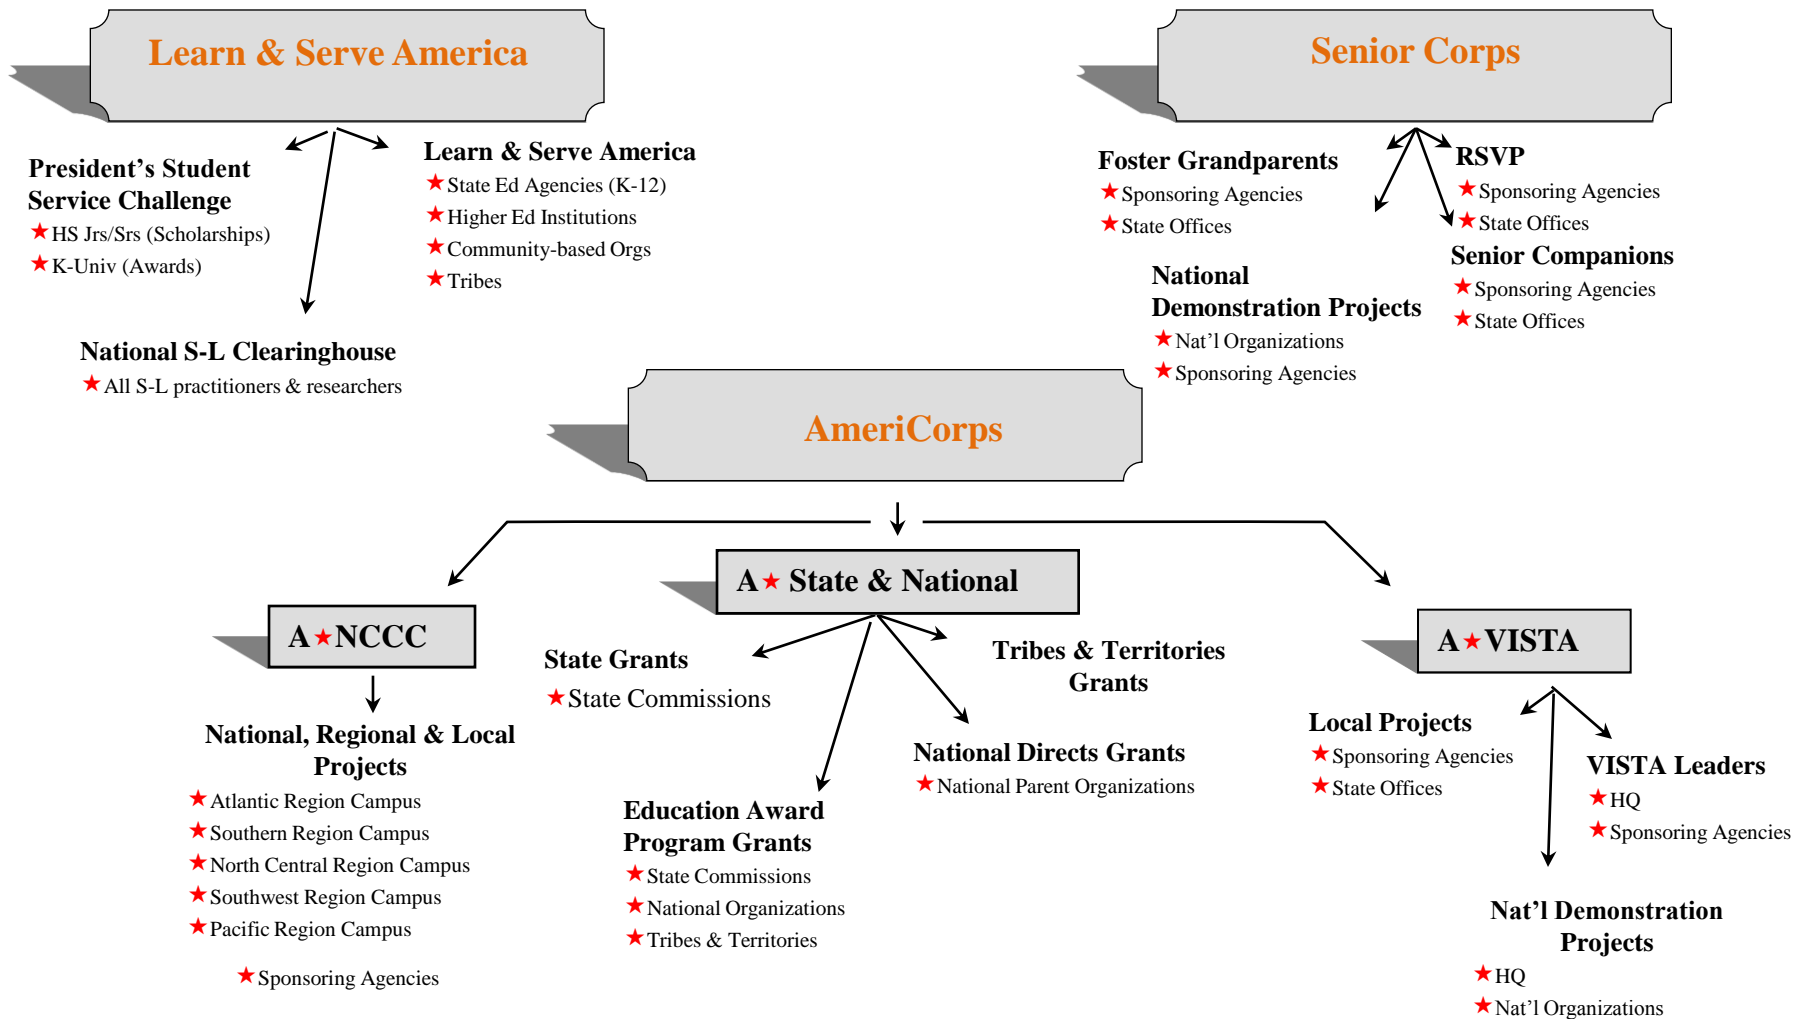 Learn & Serve America
President’s Student
Service Challenge
HS Jrs/Srs (Scholarships)
K-Univ (Awards)
Learn & Serve America
State Ed Agencies (K-12)
Higher Ed Institutions
Community-based Orgs
Tribes
National S-L Clearinghouse
All S-L practitioners & researchers
Senior Corps
Foster Grandparents
Sponsoring Agencies
State Offices
RSVP
Sponsoring Agencies
State Offices
National
Demonstration Projects
Nat’l Organizations
Sponsoring Agencies
Senior Companions
Sponsoring Agencies
State Offices
AmeriCorps
A★NCCC
National, Regional & Local
Projects
Atlantic Region Campus
Southern Region Campus
North Central Region Campus
Southwest Region Campus
Pacific Region Campus
Sponsoring Agencies
A★ State & National
State Grants
State Commissions
Education Award
Program Grants
State Commissions
National Organizations
Tribes & Territories
National Directs Grants
National Parent Organizations
Tribes & Territories
Grants
A★VISTA
Local Projects
Sponsoring Agencies
State Offices
VISTA Leaders
HQ
Sponsoring Agencies
Nat’l Demonstration
Projects
HQ
Nat’l Organizations